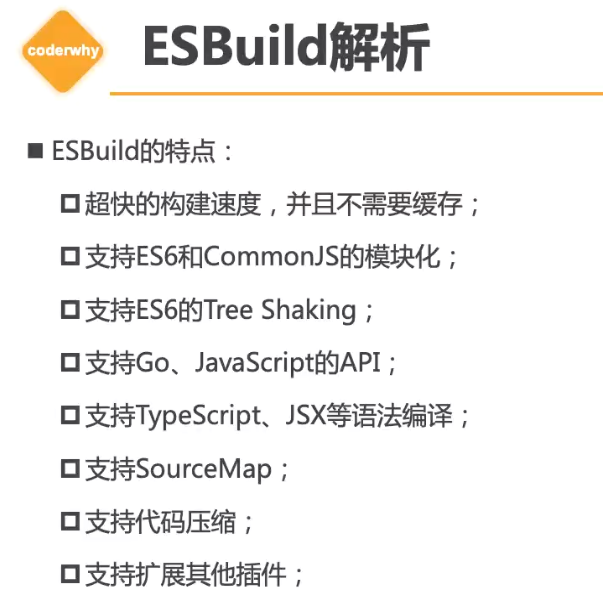 coderwhy
ESBuild解析
ESBuild的特点：
超快的构建速度，并且不需要缓存；
支持ES6和CommonJS的模块化；
支持ES6的Tree Shaking；
支持Go、JavaScript的API；
支持TypeScript、JSX等语法编译；
支持SourceMap；
支持代码压缩；
支持扩展其他插件；